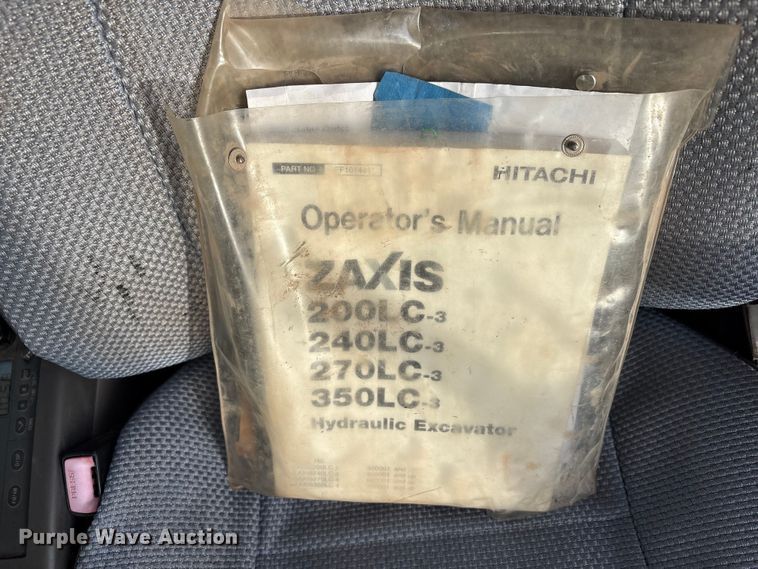 PART NO.
HITACHI
Operator's Manual
ZAXIS
200LC-3
240LC-3
270LC-3
350LC-3
Hydraulic Excavator
PRESS
Purple Wave Auction